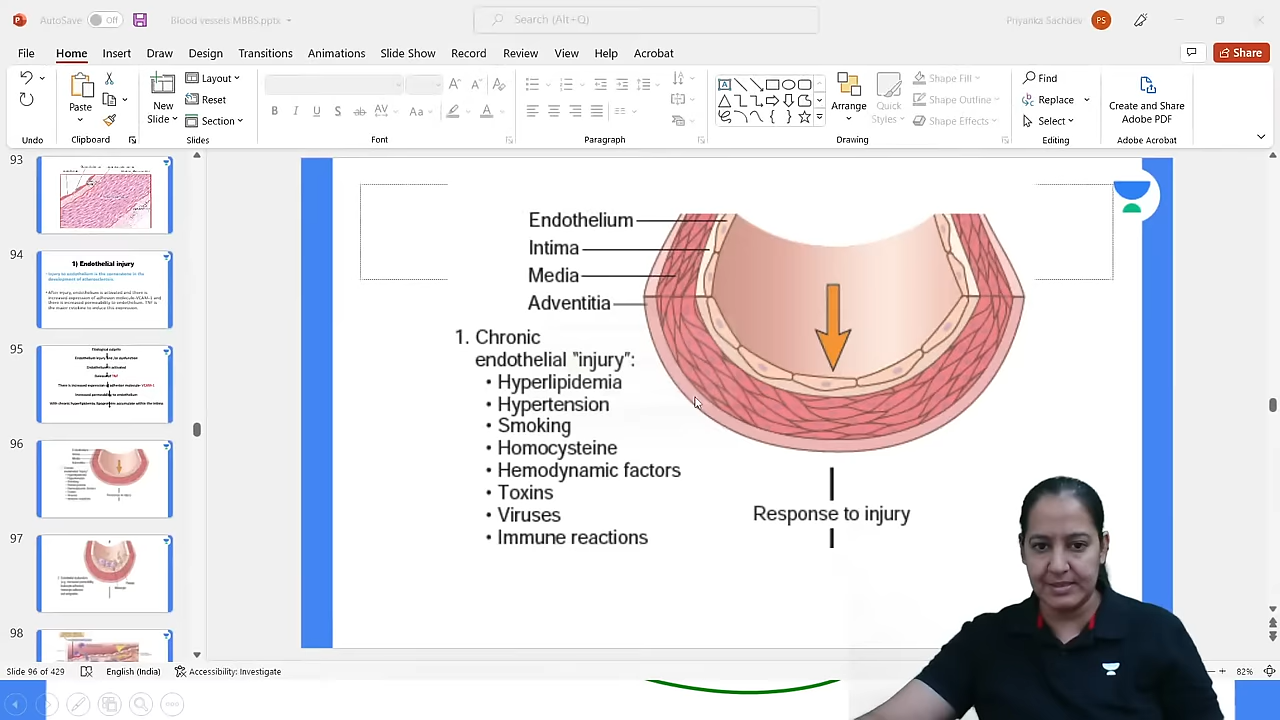 AutoSave Off Blood vessels MBBS.pptx Search (Alt+Q) Priyanka Sachdev PS
File Home Insert Draw Design Transitions Animations Slide Show Record Review View Help Acrobat Share
Paste New Slide Layout Reset Section
Aa
Arrange Quick Styles Shape Fill Shape Outline Shape Effects
Find Replace Select
Create and Share Adobe PDF
Undo Clipboard Slides Font Paragraph Drawing Editing Adobe Acrobat
93
94
1) Endothelial injury
95
96
97
98
Endothelium
Intima
Media
Adventitia
1. Chronic
endothelial "injury":
• Hyperlipidemia
• Hypertension
• Smoking
• Homocysteine
• Hemodynamic factors
• Toxins
• Viruses
• Immune reactions
Response to injury
Slide 96 of 429 English (India) Accessibility: Investigate 82%